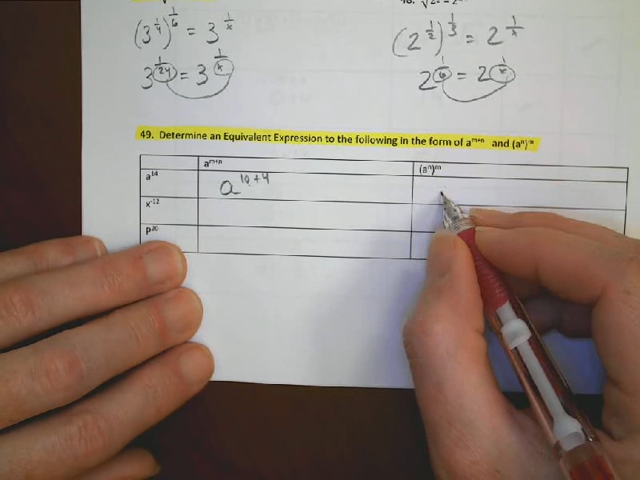 (3^{1/4})^{1/6} = 3^{1/x}
(2^{1/2})^{1/3} = 2^{1/x}
3^{1/24} = 3^{1/x}
2^{1/6} = 2^{1/x}
49. Determine an Equivalent Expression to the following in the form of a^{m+n} and (a^n)^m
a^{m+n} (a^n)^m
a^{14} a^{10+4}
x^{-12}
p^{20}